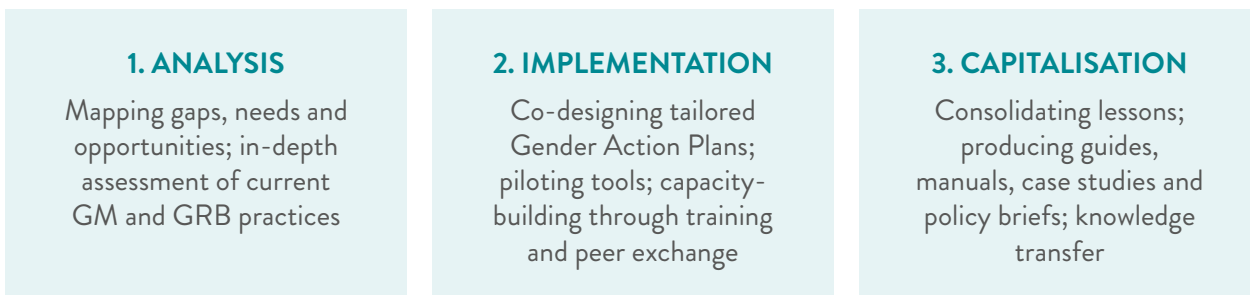 1. ANALYSIS
Mapping gaps, needs and
opportunities; in-depth
assessment of current
GM and GRB practices
2. IMPLEMENTATION
Co-designing tailored
Gender Action Plans;
piloting tools; capacity-
building through training
and peer exchange
3. CAPITALISATION
Consolidating lessons;
producing guides,
manuals, case studies and
policy briefs; knowledge
transfer